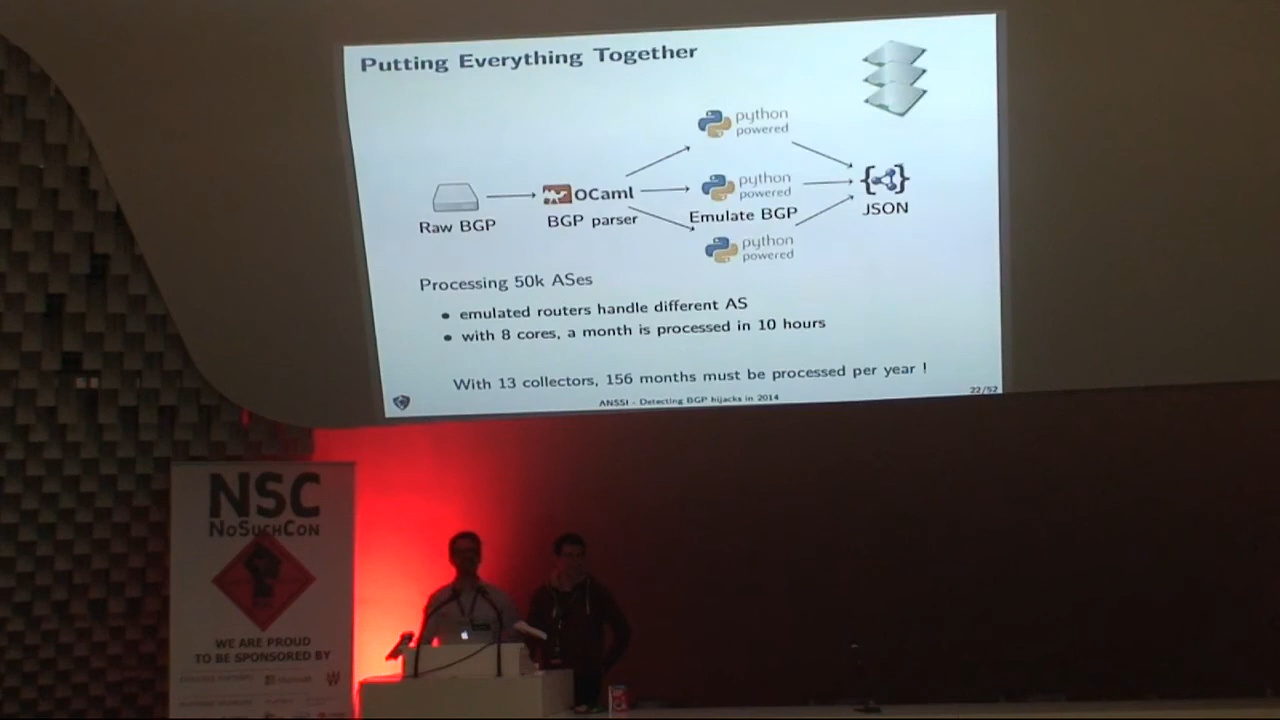 Putting Everything Together
python
powered
OCaml
python
powered
Raw BGP
BGP parser
Emulate BGP
{ }
JSON
python
powered
Processing 50k ASes
• emulated routers handle different AS
• with 8 cores, a month is processed in 10 hours
With 13 collectors, 156 months must be processed per year !
ANSSI - Detecting BGP hijacks in 2014
22/52
NSC
NoSuchCon
WE ARE PROUD
TO BE SPONSORED BY